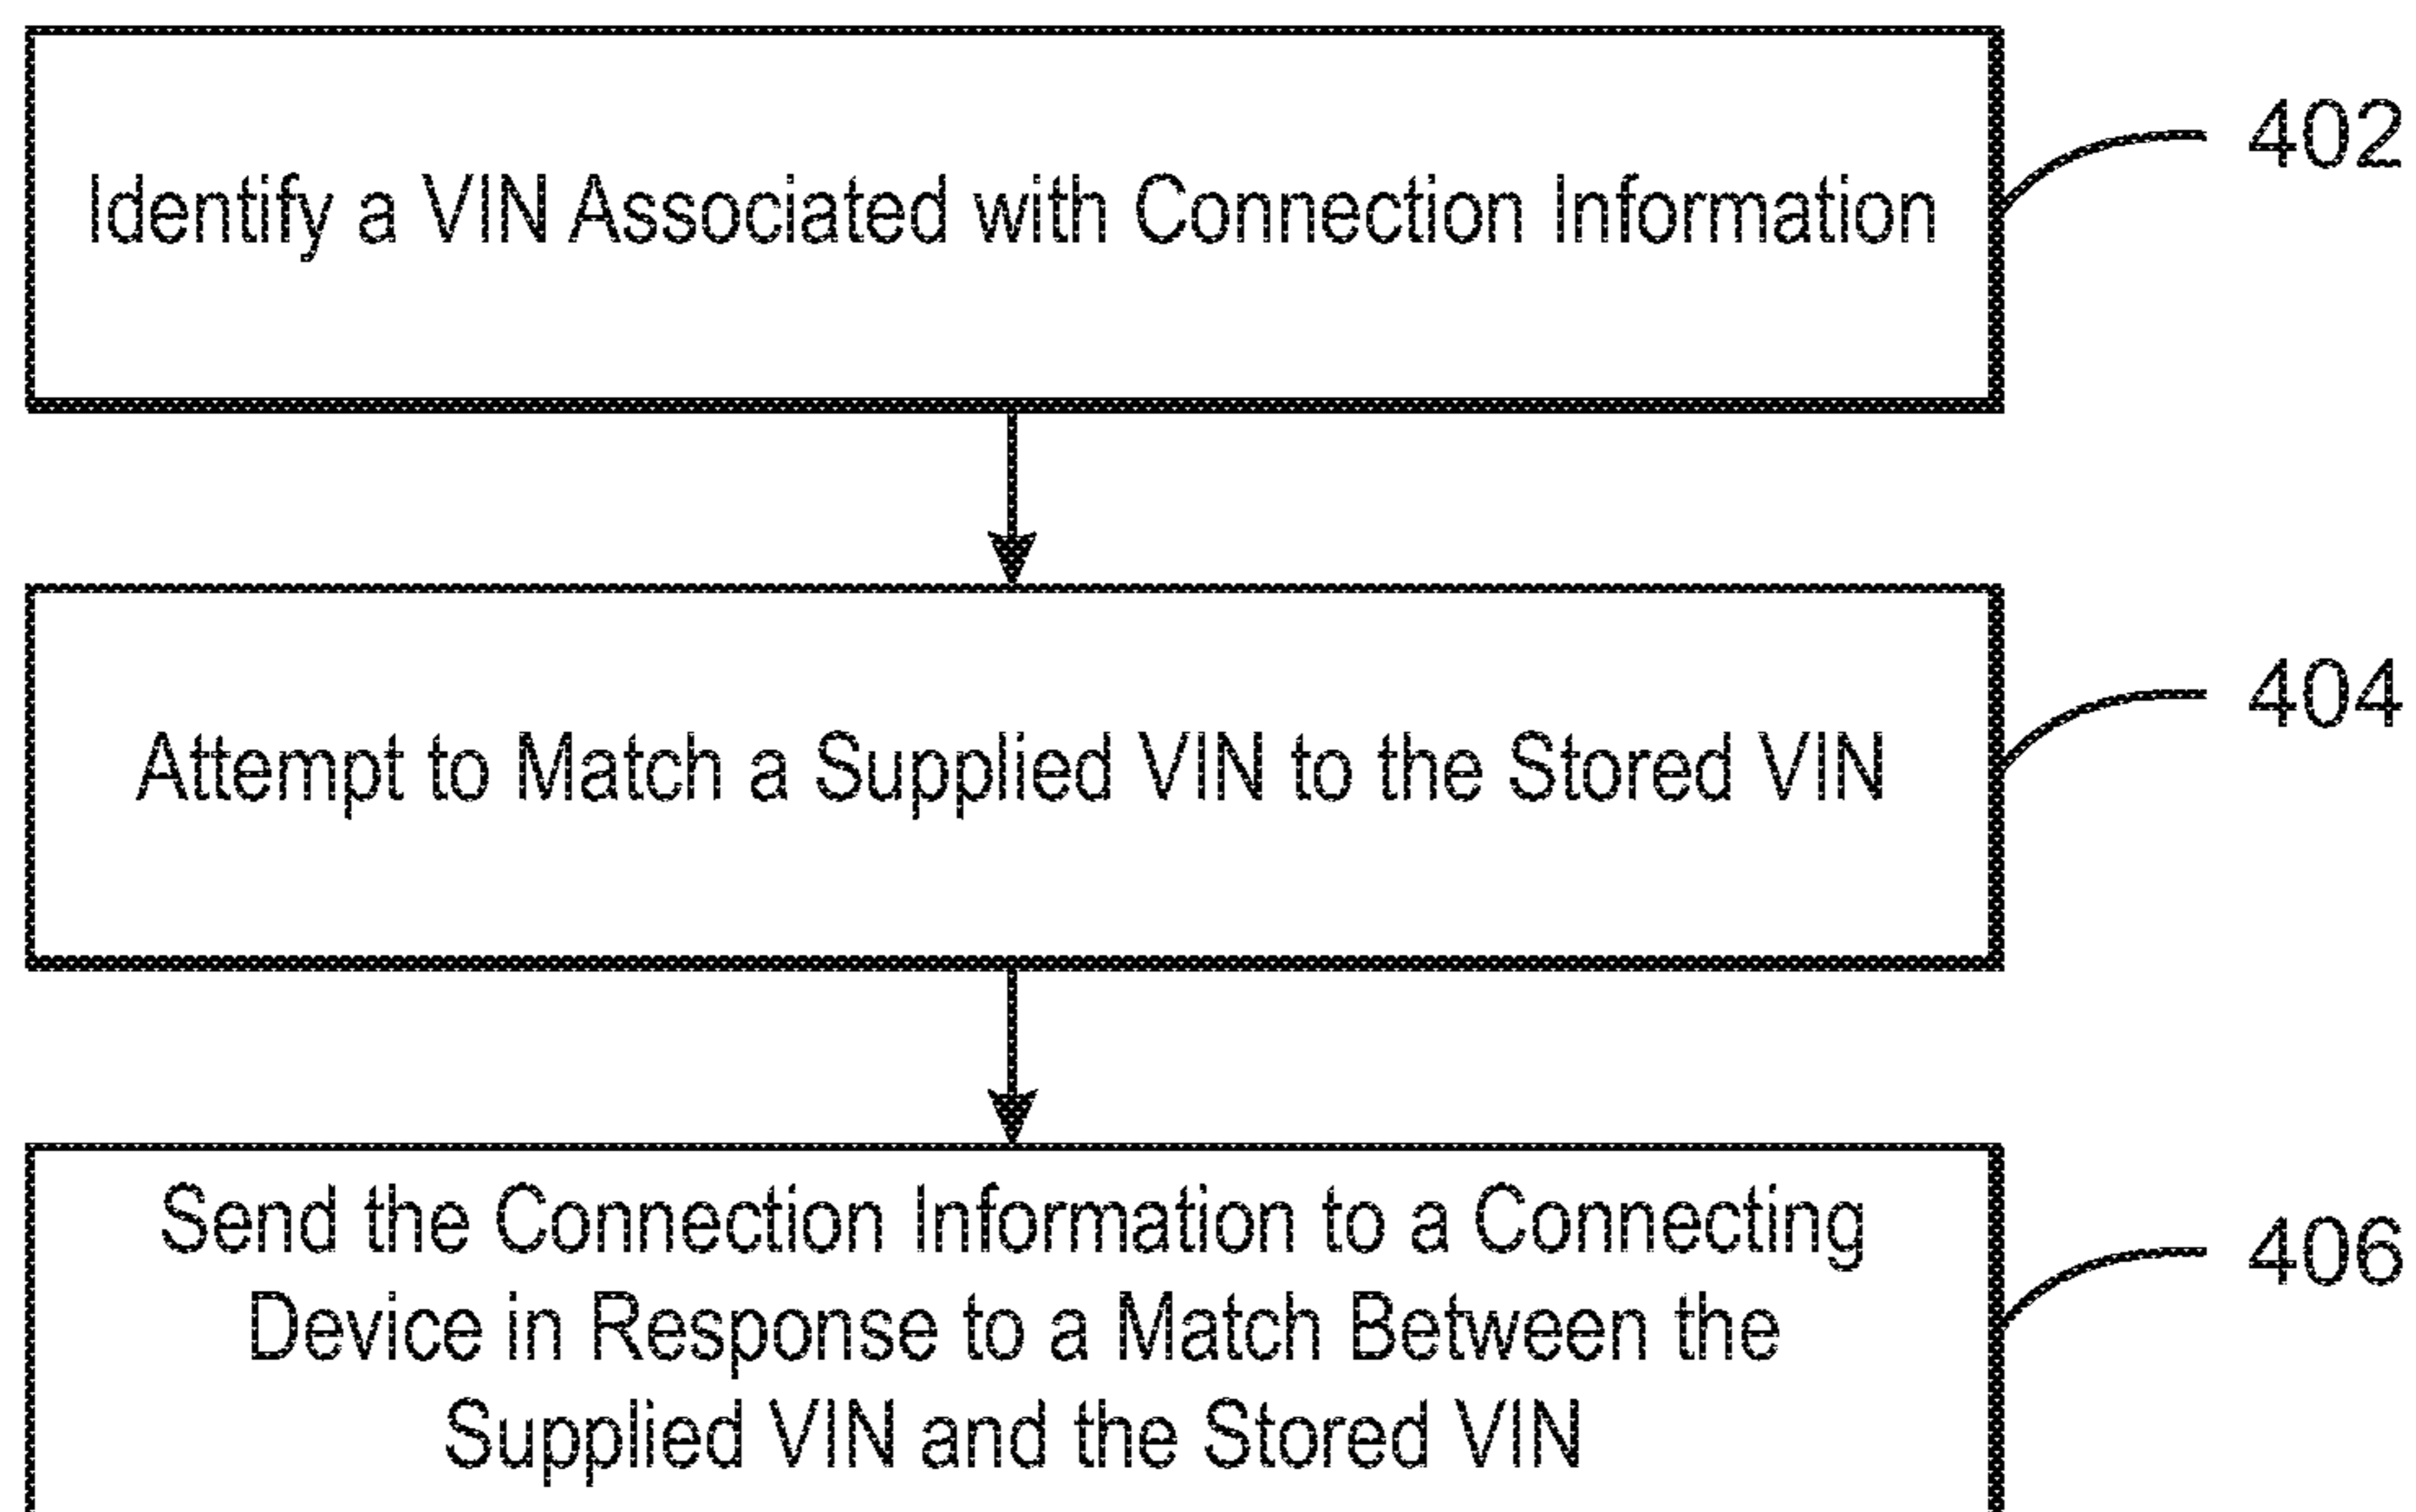 Identify a VIN Associated with Connection Information
402
Attempt to Match a Supplied VIN to the Stored VIN
404
Send the Connection Information to a Connecting
Device in Response to a Match Between the
Supplied VIN and the Stored VIN
406